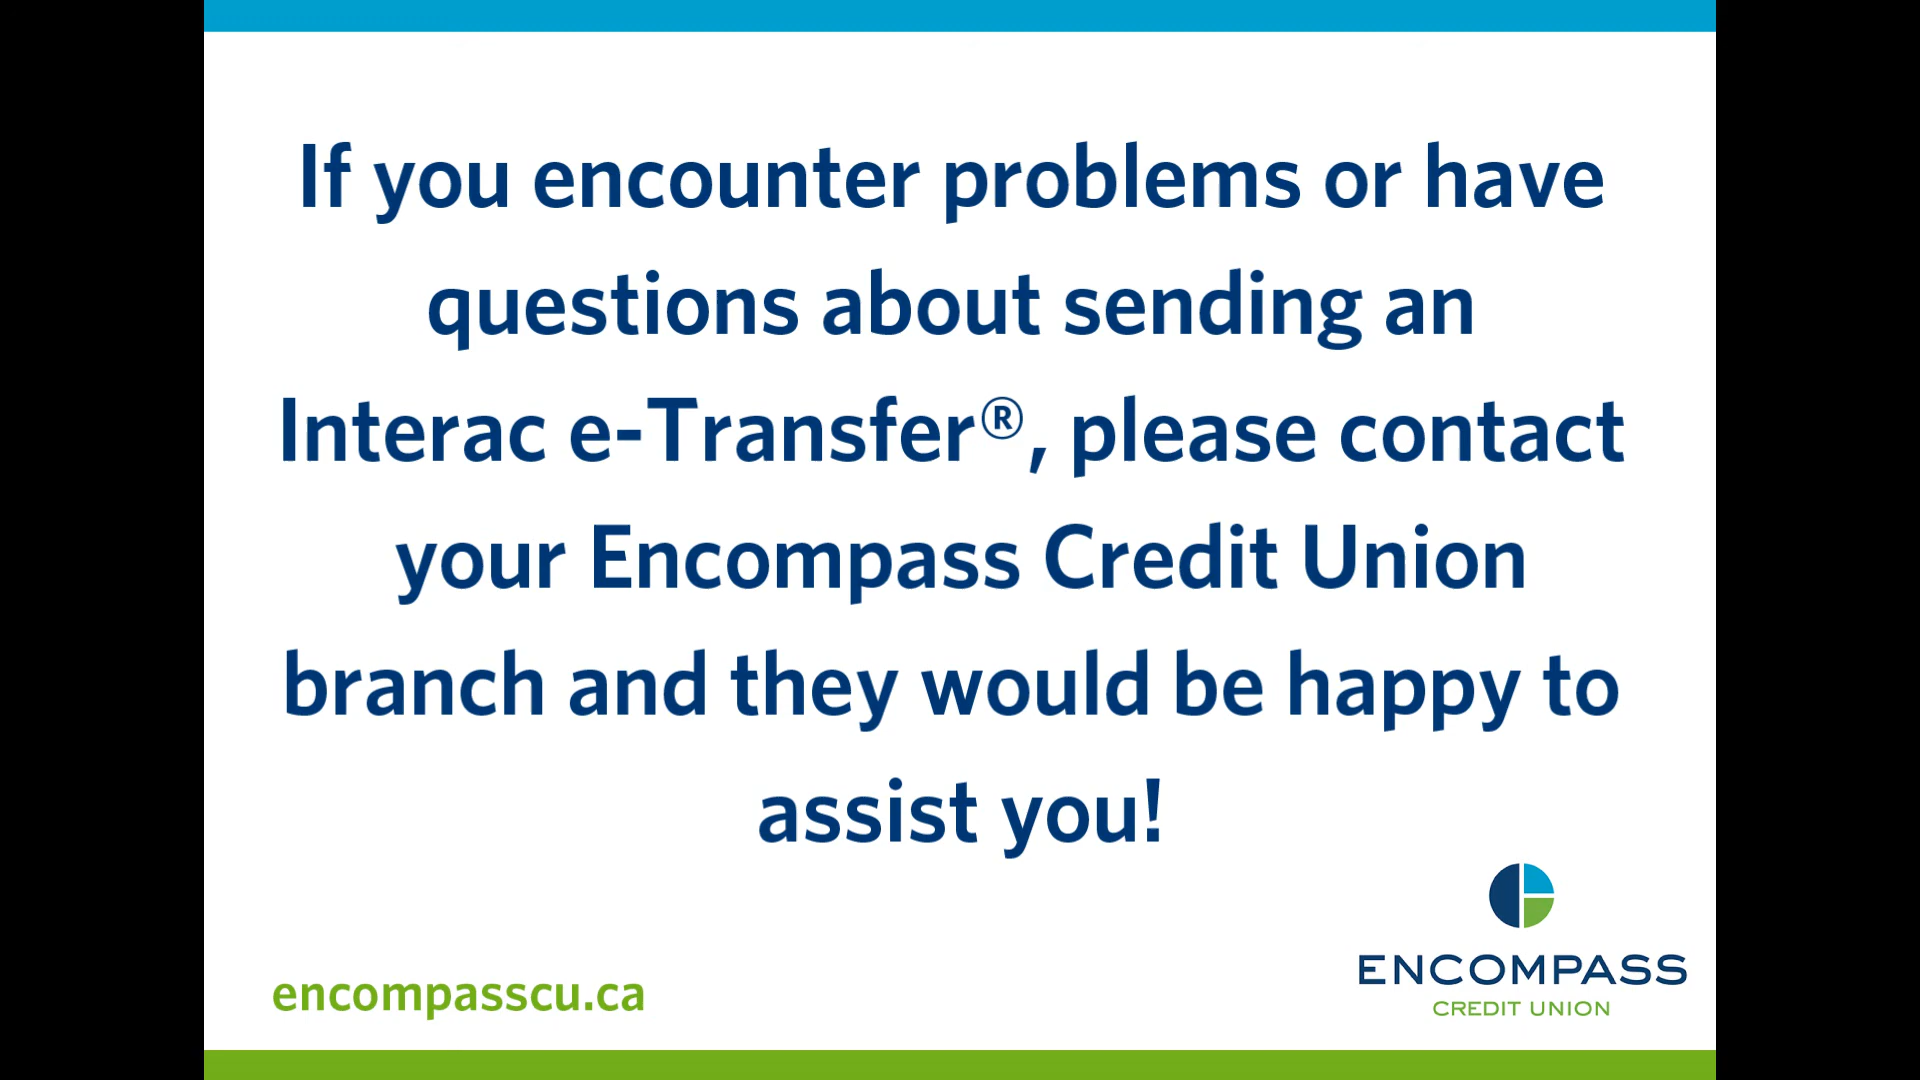 If you encounter problems or have
questions about sending an
Interac e-Transfer®, please contact
your Encompass Credit Union
branch and they would be happy to
assist you!
encompasscu.ca
ENCOMPASS
CREDIT UNION